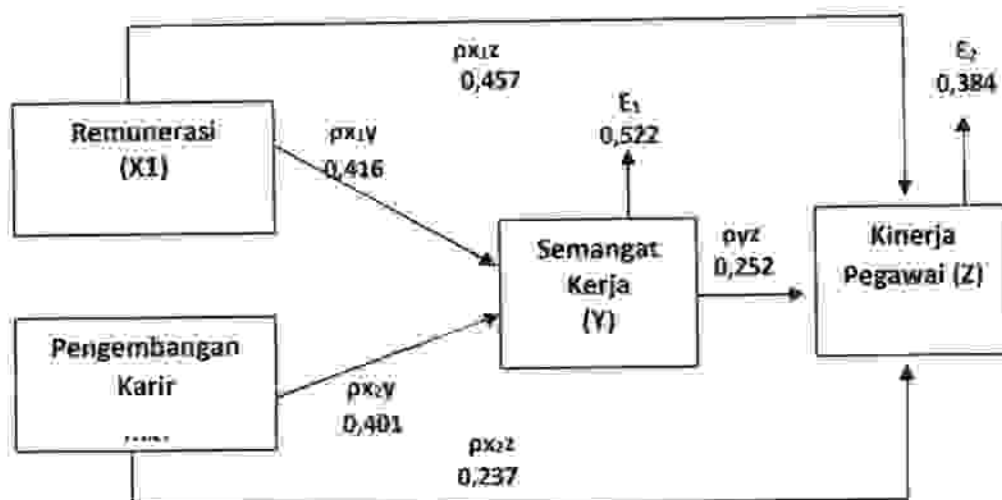 ρx₁z
0,457
E₂
0,384
Remunerasi
(X1)
ρx₁y
0,416
E₁
0,522
Semangat
Kerja
(Y)
ρyz
0,252
Kinerja
Pegawai (Z)
Pengembangan
Karir
ρx₂y
0,401
ρx₂z
0,237